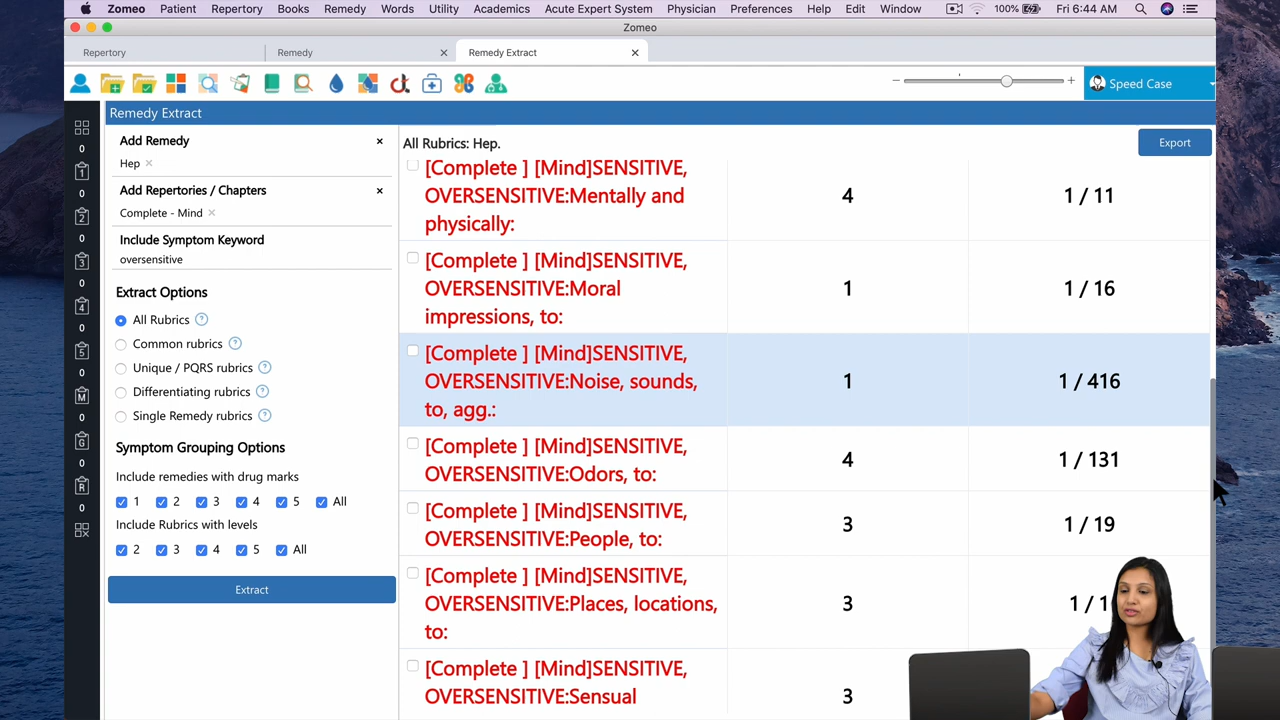 Zomeo Patient Repertory Books Remedy Words Utility Academics Acute Expert System Physician Preferences Help Edit Window 100% Fri 6:44 AM
Zomeo
Repertory Remedy Remedy Extract
Speed Case
Remedy Extract
Add Remedy
Hep
Add Repertories / Chapters
Complete - Mind
Include Symptom Keyword
oversensitive
Extract Options
All Rubrics
Common rubrics
Unique / PQRS rubrics
Differentiating rubrics
Single Remedy rubrics
Symptom Grouping Options
Include remedies with drug marks
1 2 3 4 5 All
Include Rubrics with levels
2 3 4 5 All
Extract
0
1
0
2
0
3
0
4
0
5
0
M
0
G
0
R
0
All Rubrics: Hep.
Export
[Complete ] [Mind]SENSITIVE,
OVERSENSITIVE:Mentally and
physically:
4
1 / 11
[Complete ] [Mind]SENSITIVE,
OVERSENSITIVE:Moral
impressions, to:
1
1 / 16
[Complete ] [Mind]SENSITIVE,
OVERSENSITIVE:Noise, sounds,
to, agg.:
1
1 / 416
[Complete ] [Mind]SENSITIVE,
OVERSENSITIVE:Odors, to:
4
1 / 131
[Complete ] [Mind]SENSITIVE,
OVERSENSITIVE:People, to:
3
1 / 19
[Complete ] [Mind]SENSITIVE,
OVERSENSITIVE:Places, locations,
to:
3
1 /
[Complete ] [Mind]SENSITIVE,
OVERSENSITIVE:Sensual
3